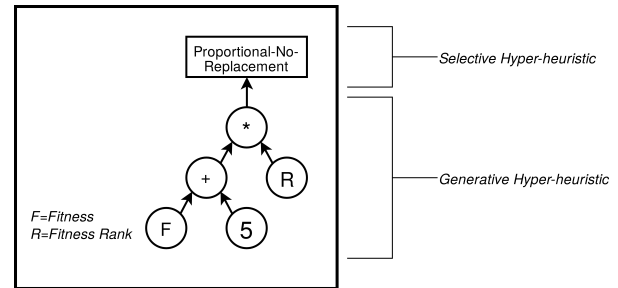 Proportional-No-
Replacement
Selective Hyper-heuristic
*
+
R
Generative Hyper-heuristic
F
5
F=Fitness
R=Fitness Rank